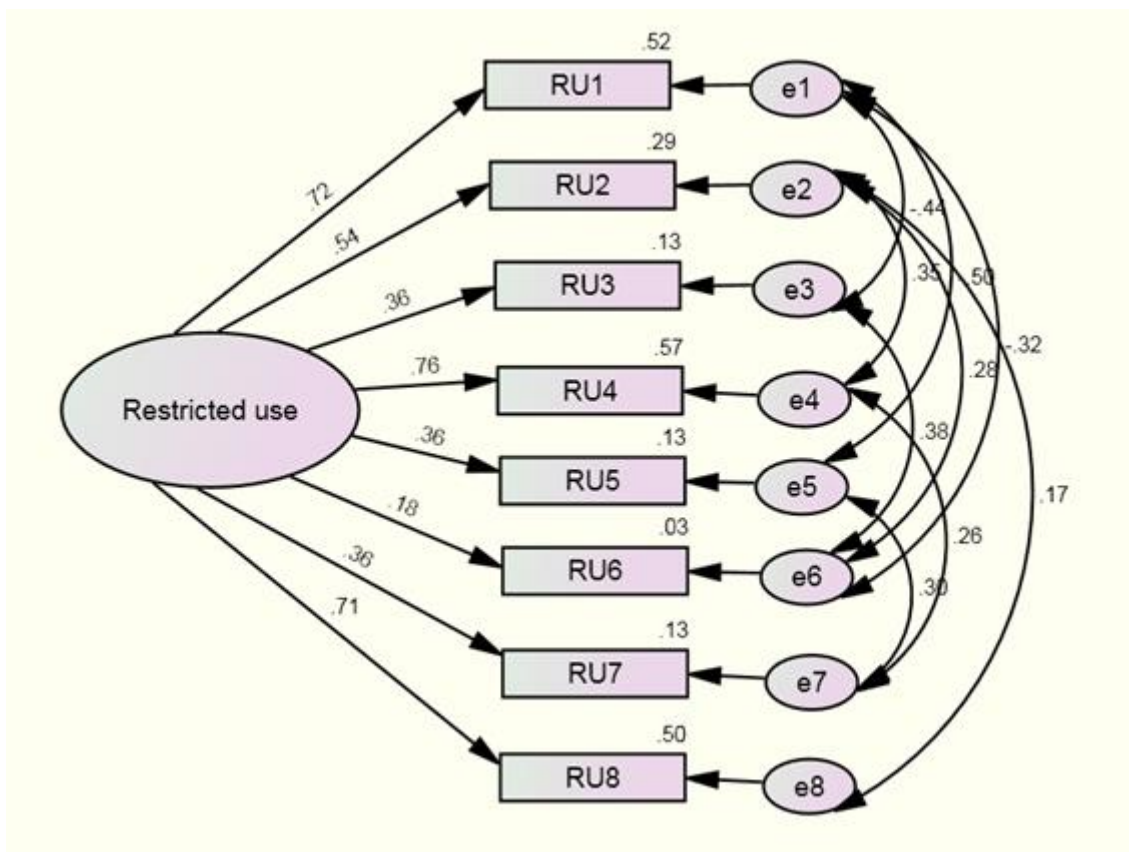 .52
RU1
e1
.29
RU2
e2
.72
-.44
.54
.13
RU3
e3
.35
.50
.36
.57
RU4
e4
-.32
.76
.28
Restricted use
.13
RU5
e5
.36
.38
.18
.03
RU6
e6
.17
.26
.36
.30
.71
.13
RU7
e7
.50
RU8
e8